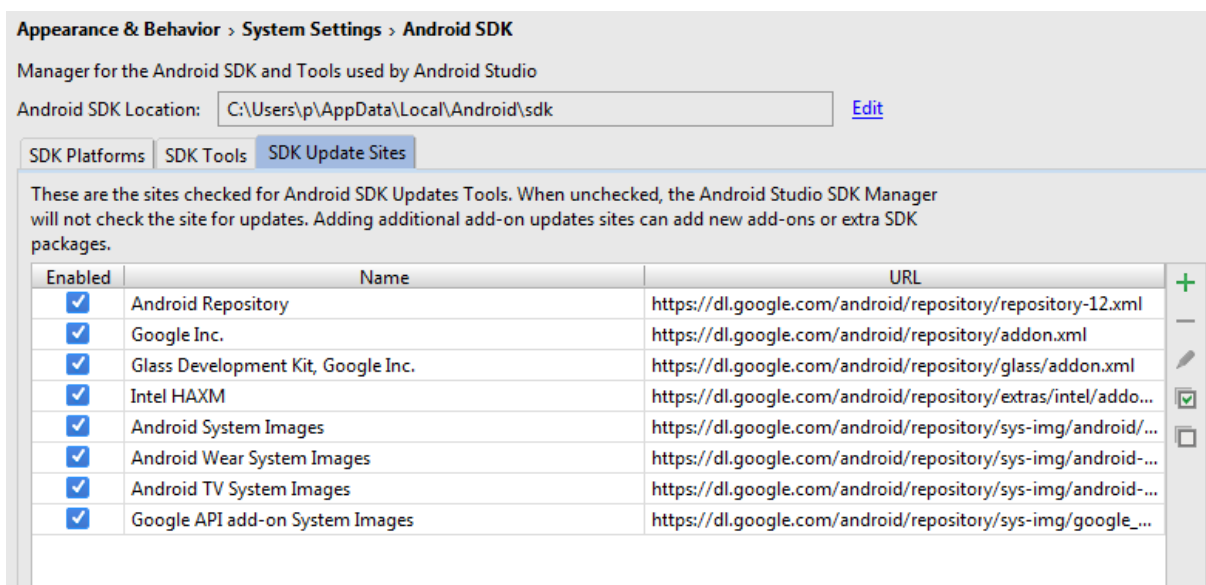 Appearance & Behavior › System Settings › Android SDK
Manager for the Android SDK and Tools used by Android Studio
Android SDK Location: C:\Users\p\AppData\Local\Android\sdk Edit
SDK Platforms SDK Tools SDK Update Sites
These are the sites checked for Android SDK Updates Tools. When unchecked, the Android Studio SDK Manager
will not check the site for updates. Adding additional add-on updates sites can add new add-ons or extra SDK
packages.
Enabled Name URL
Android Repository https://dl.google.com/android/repository/repository-12.xml
Google Inc. https://dl.google.com/android/repository/addon.xml
Glass Development Kit, Google Inc. https://dl.google.com/android/repository/glass/addon.xml
Intel HAXM https://dl.google.com/android/repository/extras/intel/addo...
Android System Images https://dl.google.com/android/repository/sys-img/android/...
Android Wear System Images https://dl.google.com/android/repository/sys-img/android-...
Android TV System Images https://dl.google.com/android/repository/sys-img/android-...
Google API add-on System Images https://dl.google.com/android/repository/sys-img/google_...